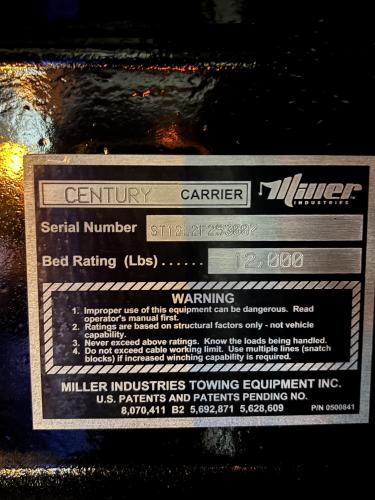 CENTURY CARRIER Miller
INDUSTRIES
Serial Number
Bed Rating (Lbs) ...... 12,000
WARNING
1. Improper use of this equipment can be dangerous. Read
operator's manual first.
2. Ratings are based on structural factors only - not vehicle
capability.
3. Never exceed above ratings. Know the loads being handled.
4. Do not exceed cable working limit. Use multiple lines (snatch
blocks) if increased winching capability is required.
MILLER INDUSTRIES TOWING EQUIPMENT INC.
U.S. PATENTS AND PATENTS PENDING NO.
8,070,411 B2 5,692,871 5,628,609 P/N 0500841